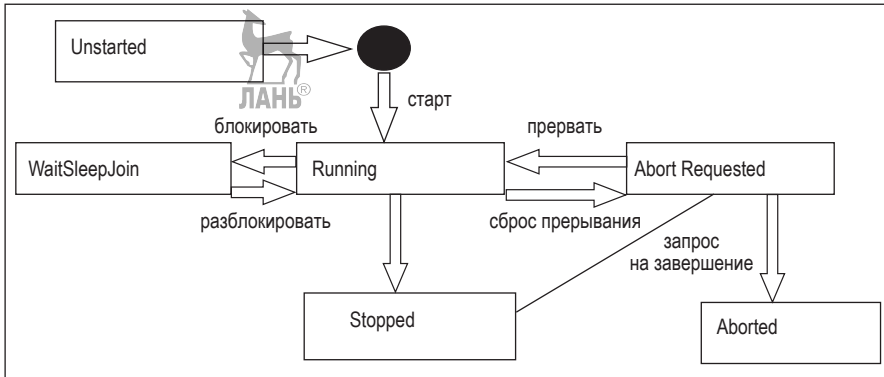 Unstarted
ЛАНЬ®
старт
блокировать
прервать
WaitSleepJoin
Running
Abort Requested
разблокировать
сброс прерывания
запрос
на завершение
Stopped
Aborted